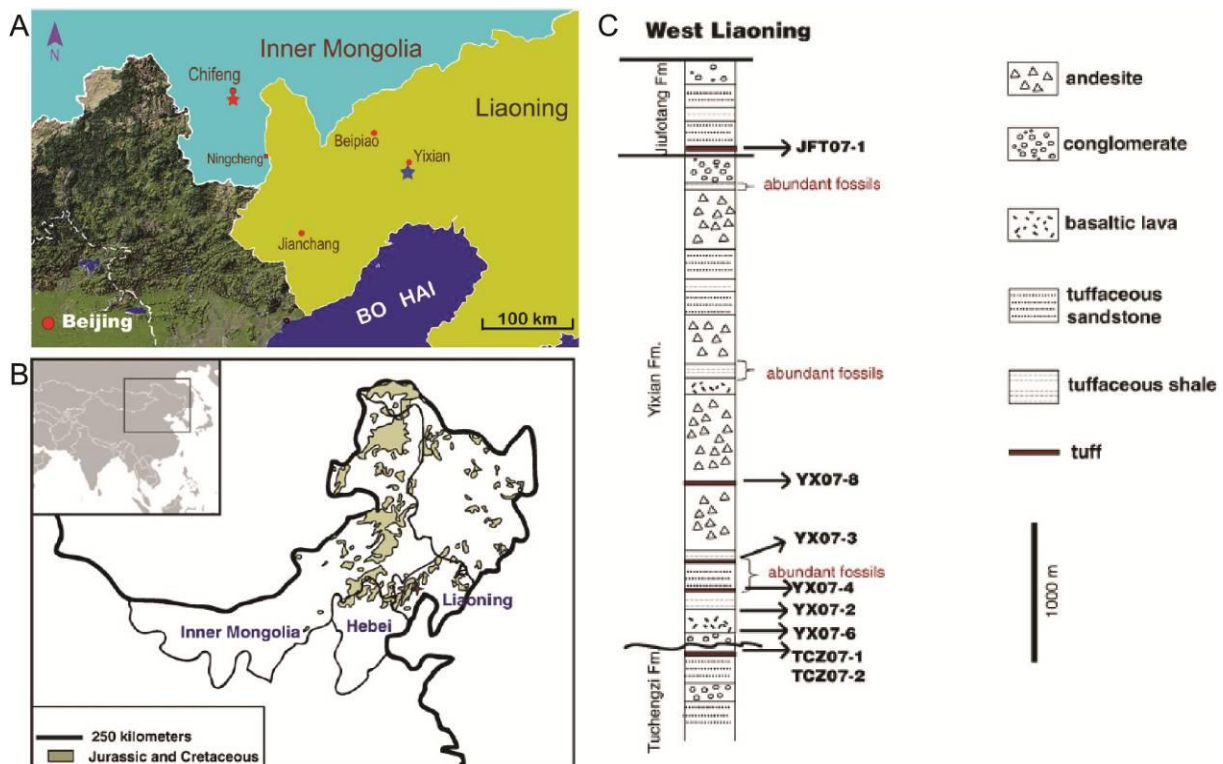 A
N
Inner Mongolia
Chifeng
Liaoning
Beipiao
Ningcheng
Yixian
Jianchang
BO HAI
Beijing
100 km
B
Inner Mongolia
Hebei
Liaoning
250 kilometers
Jurassic and Cretaceous
C
West Liaoning
Jiufotang Fm
JFT07-1
abundant fossils
Yixian Fm.
abundant fossils
YX07-8
YX07-3
abundant fossils
YX07-4
YX07-2
YX07-6
TCZ07-1
TCZ07-2
Tuchengzi Fm.
andesite
conglomerate
basaltic lava
tuffaceous
sandstone
tuffaceous shale
tuff
1000 m